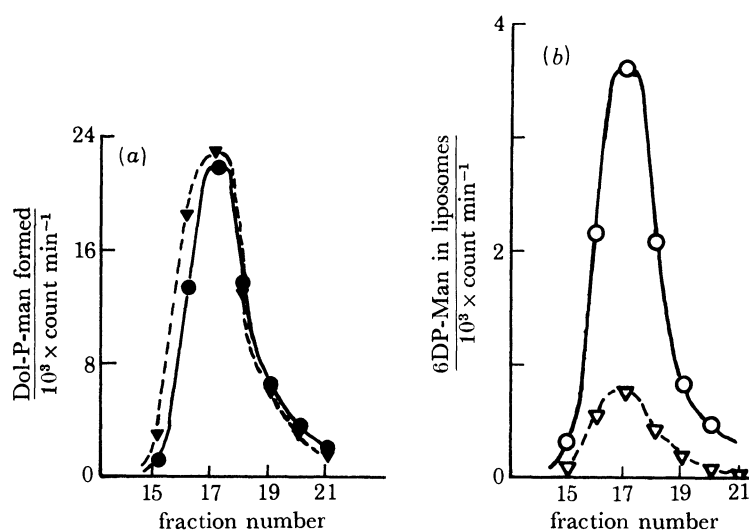 (a)
Dol-P-man formed
10³ × count min⁻¹
24
16
8
0
15 17 19 21
fraction number
(b)
6DP-Man in liposomes
10³ × count min⁻¹
4
2
0
15 17 19 21
fraction number